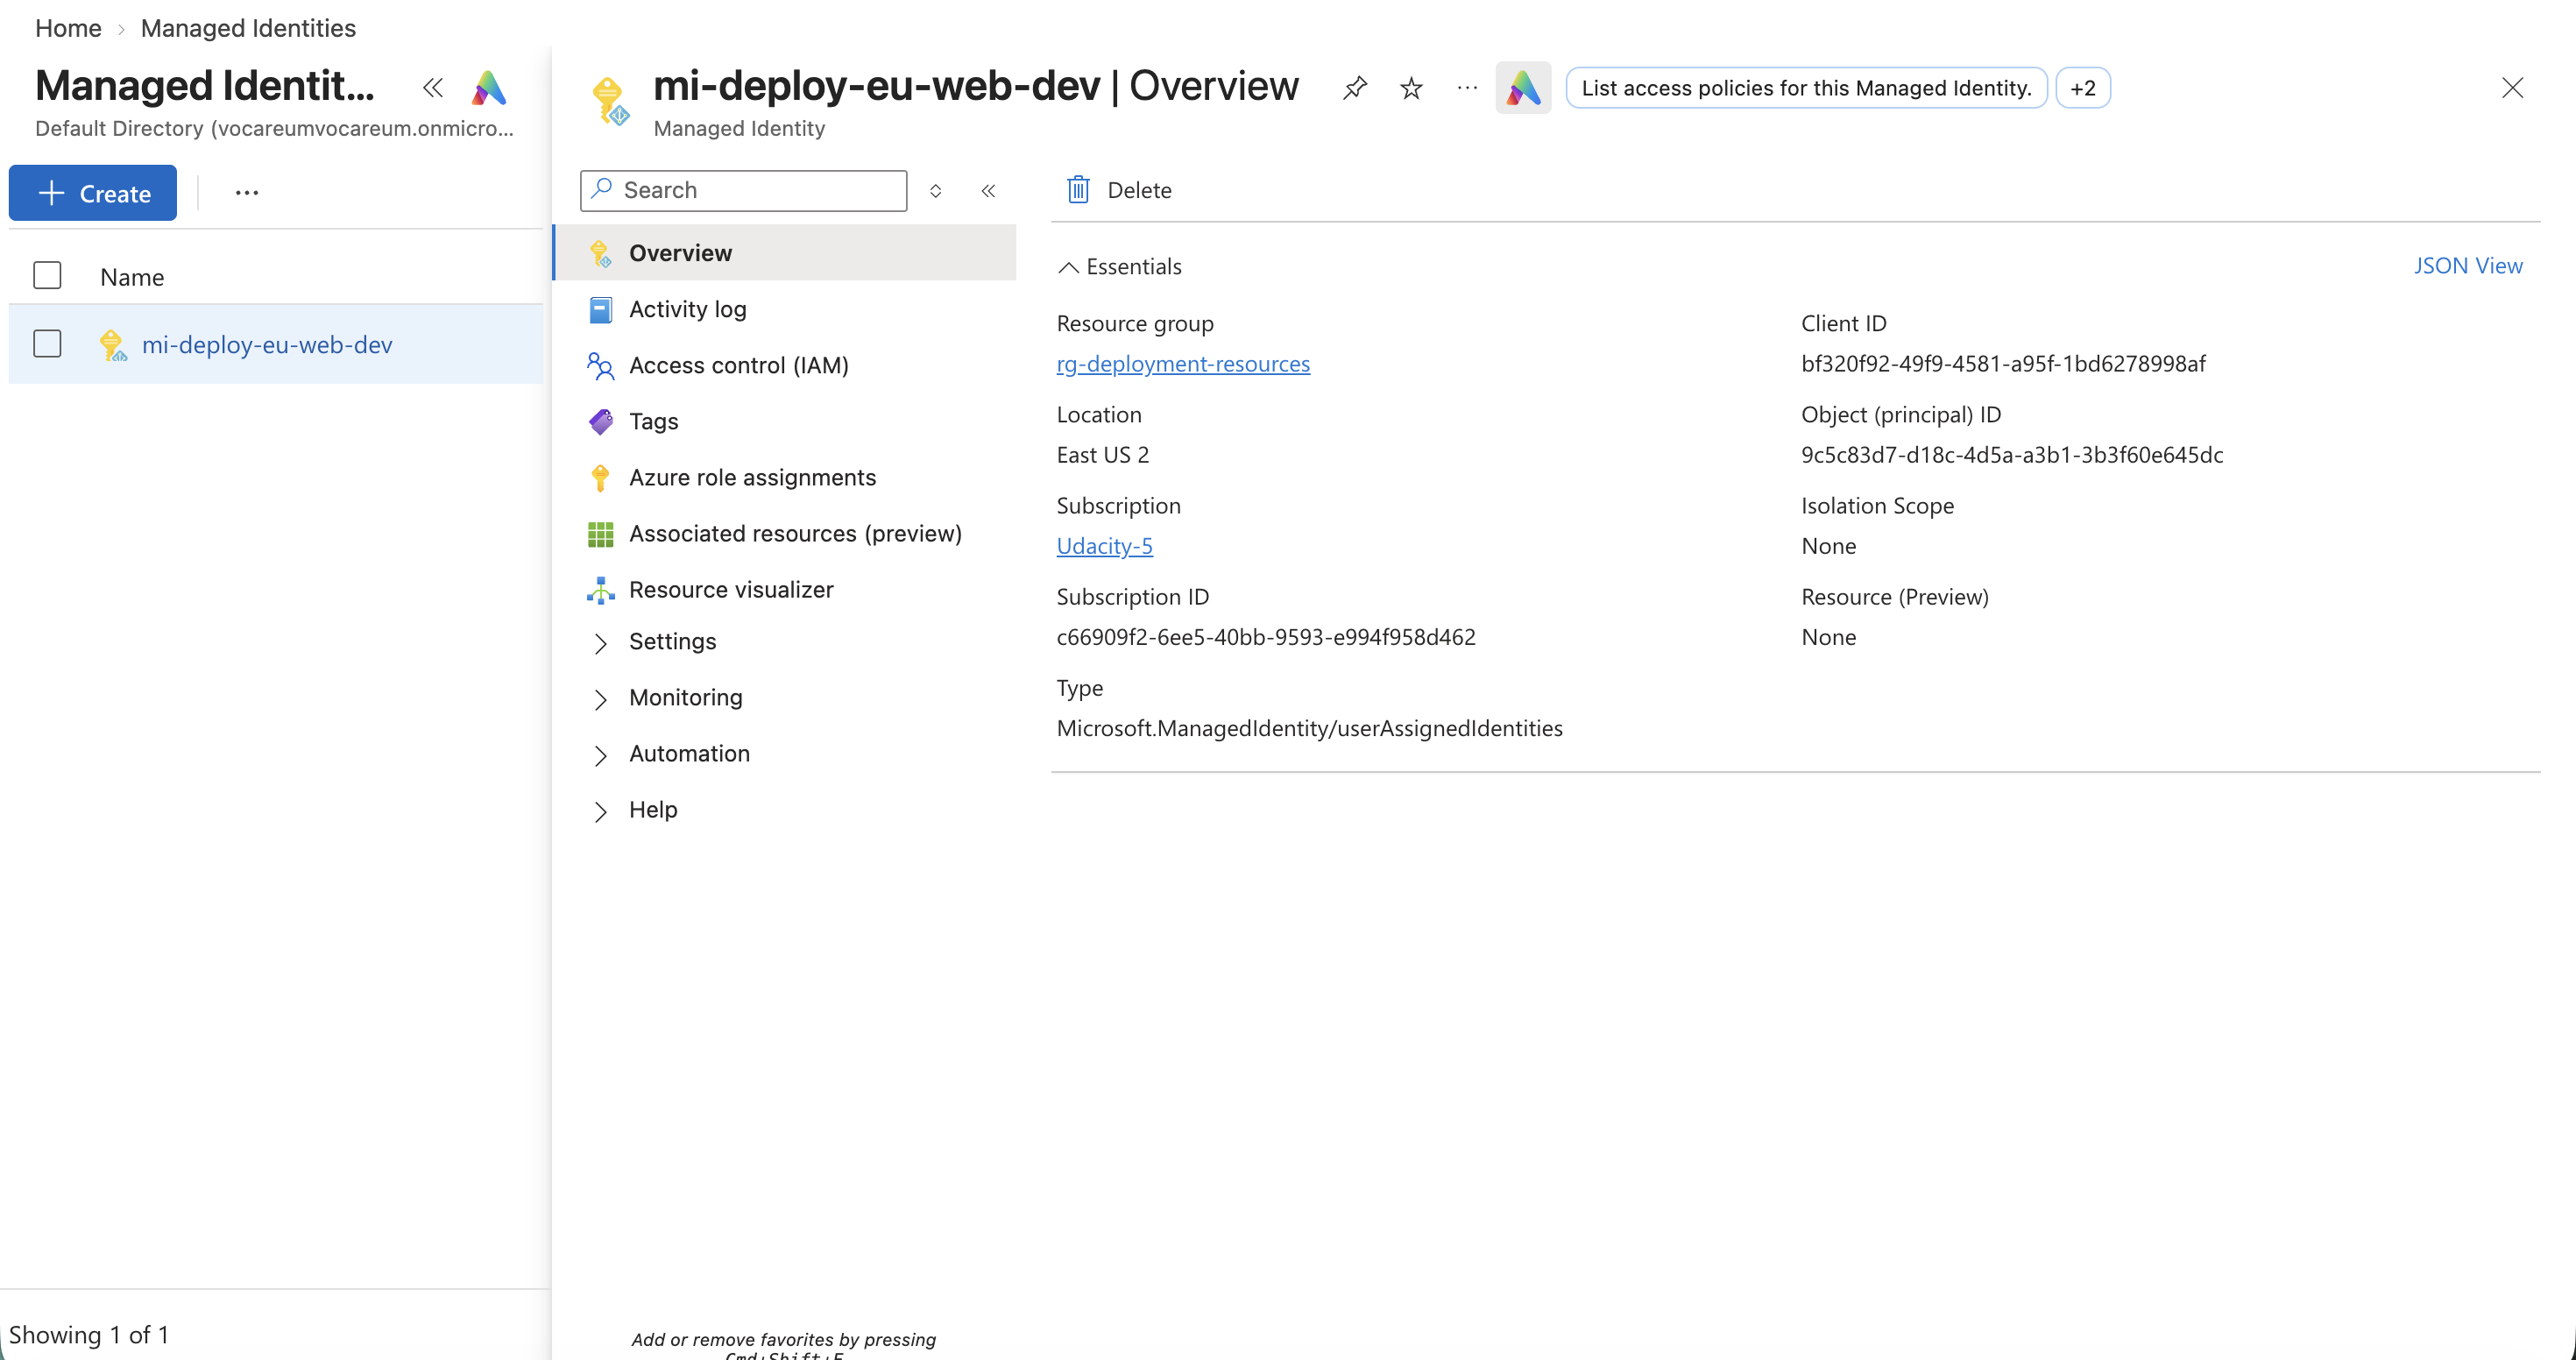 Home > Managed Identities
Managed Identit...
Default Directory (vocareumvocareum.onmicro...
Create
...
Name
mi-deploy-eu-web-dev
Showing 1 of 1
mi-deploy-eu-web-dev | Overview
Managed Identity
...
List access policies for this Managed Identity.
+2
Search
Overview
Activity log
Access control (IAM)
Tags
Azure role assignments
Associated resources (preview)
Resource visualizer
Settings
Monitoring
Automation
Help
Add or remove favorites by pressing
Cmd+Shift+F
Delete
Essentials
JSON View
Resource group
rg-deployment-resources
Location
East US 2
Subscription
Udacity-5
Subscription ID
c66909f2-6ee5-40bb-9593-e994f958d462
Type
Microsoft.ManagedIdentity/userAssignedIdentities
Client ID
bf320f92-49f9-4581-a95f-1bd6278998af
Object (principal) ID
9c5c83d7-d18c-4d5a-a3b1-3b3f60e645dc
Isolation Scope
None
Resource (Preview)
None